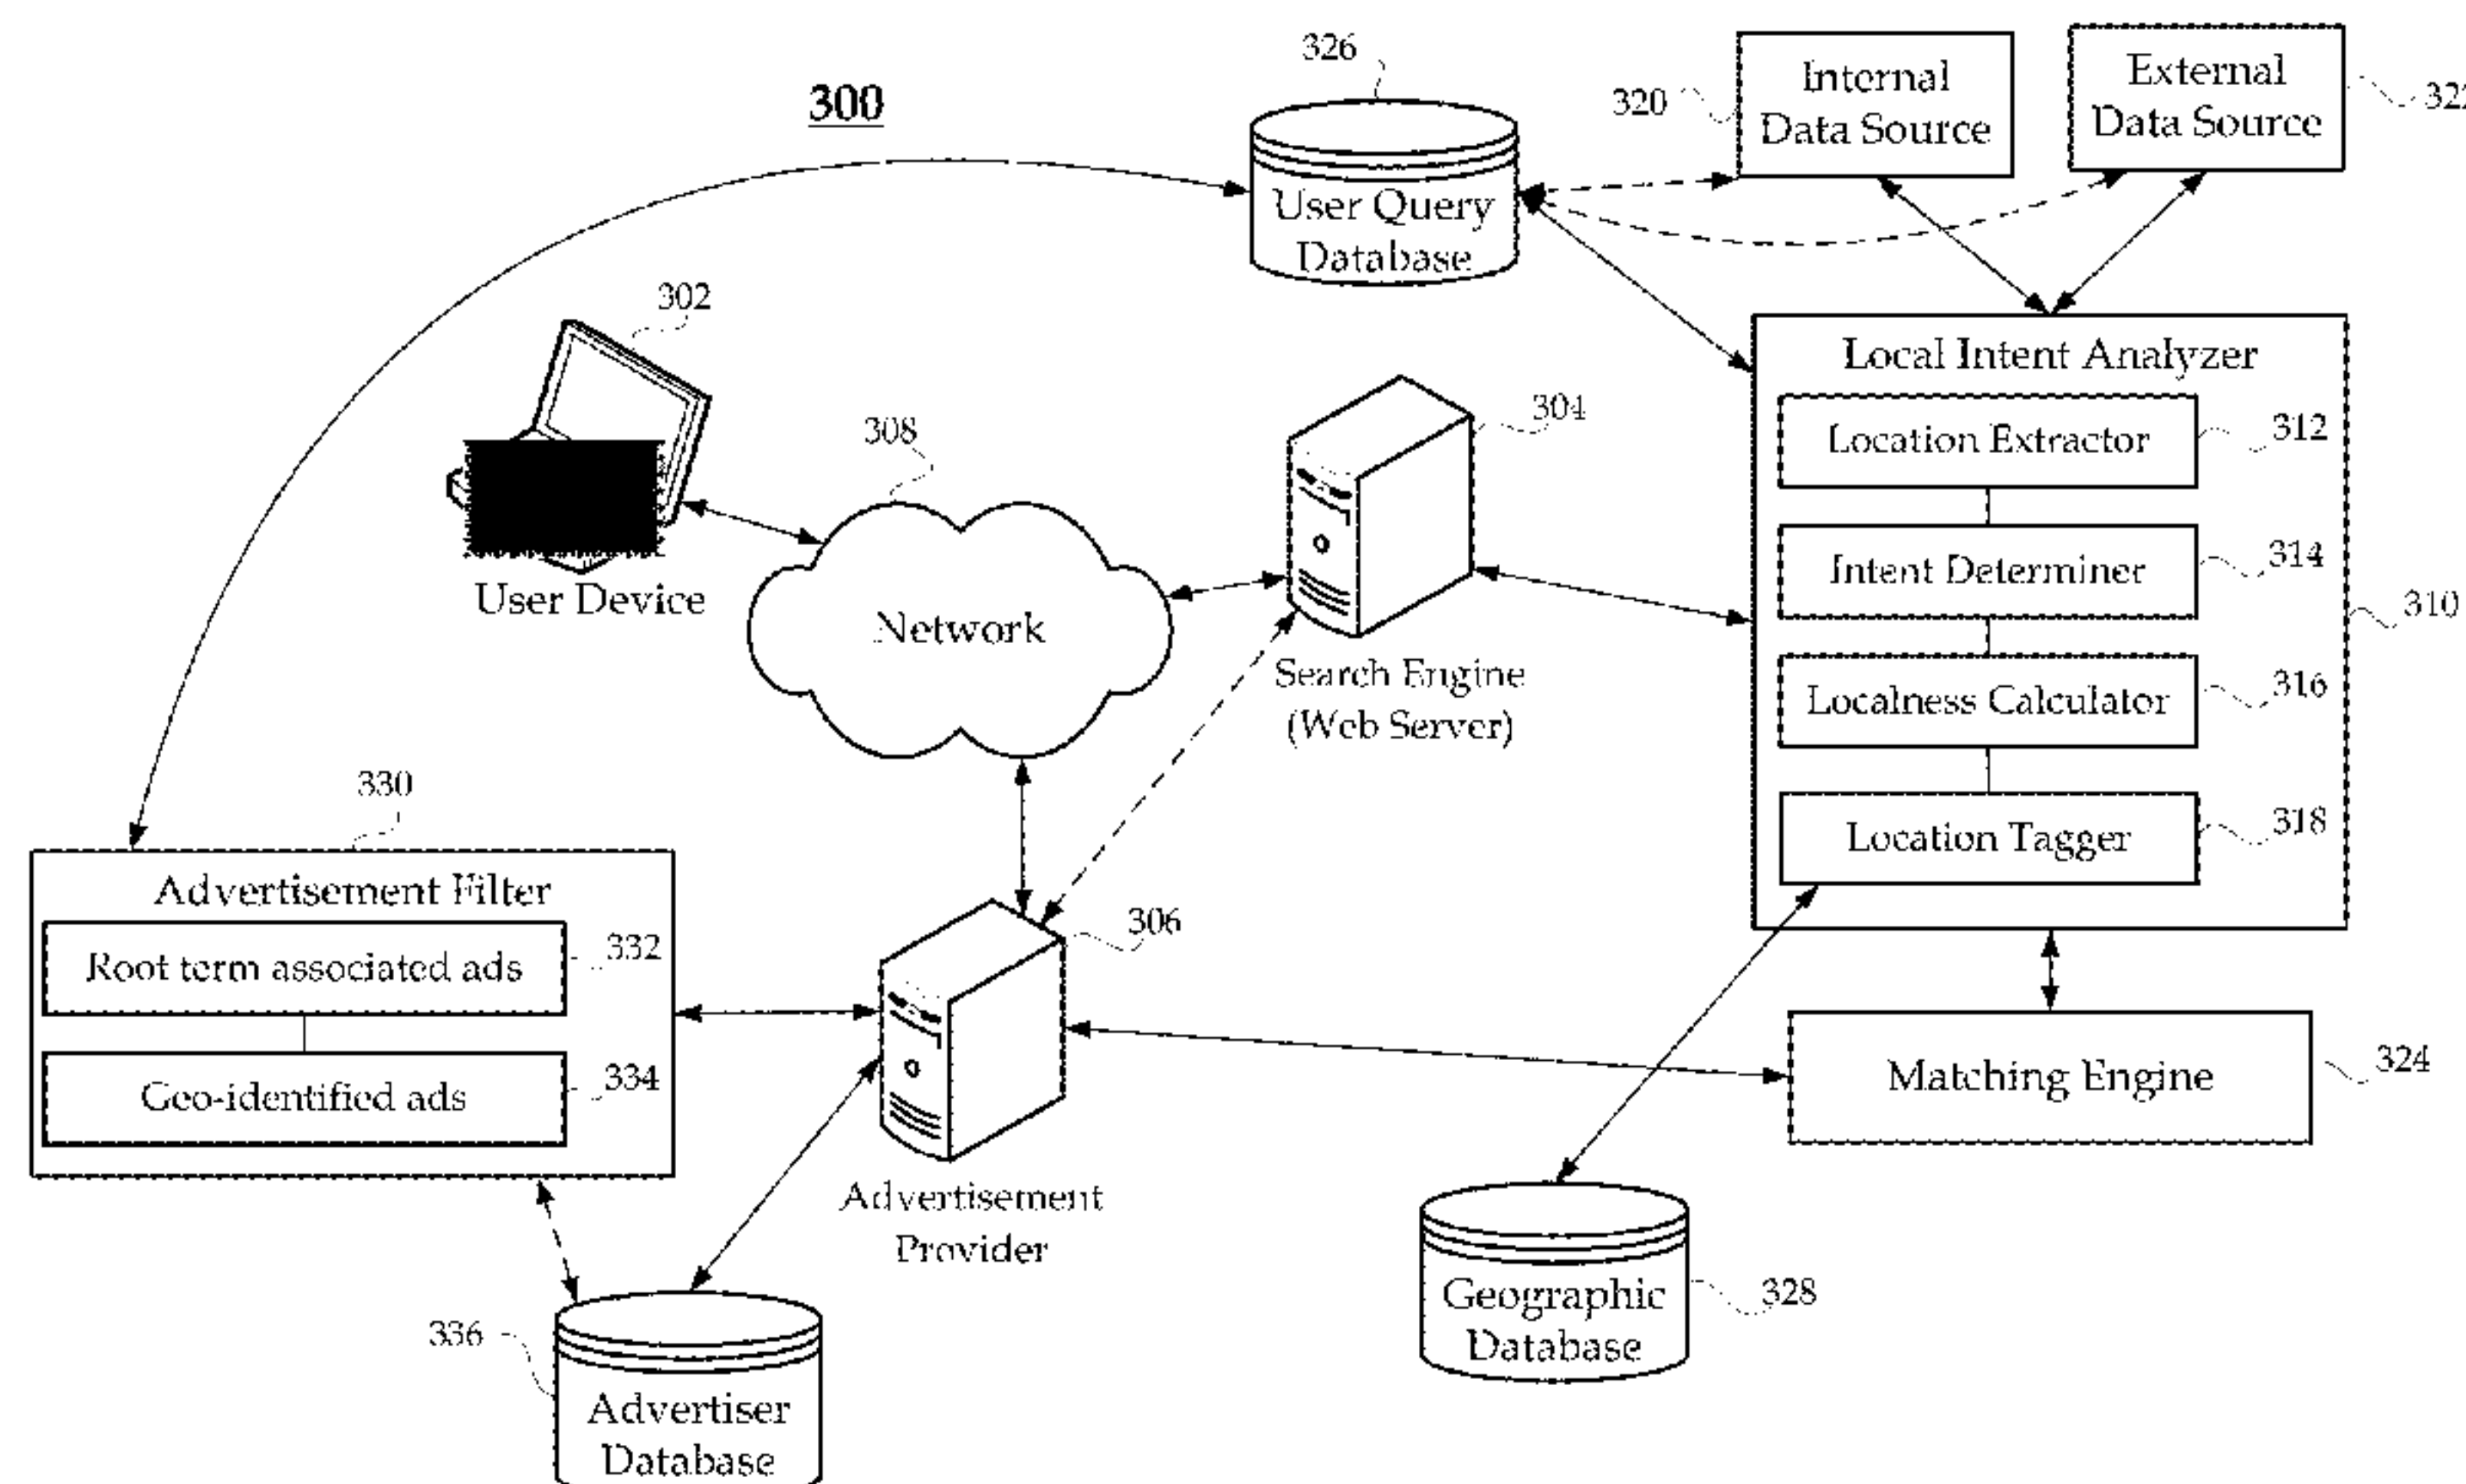 300
326
User Query
Database
320
Internal
Data Source
External
Data Source
302
User Device
308
Network
304
Search Engine
(Web Server)
Local Intent Analyzer
Location Extractor
312
Intent Determiner
314
310
Localness Calculator
316
Location Tagger
318
330
Advertisement Filter
Root term associated ads
332
Geo-identified ads
334
306
Advertisement
Provider
Matching Engine
324
Geographic
Database
328
336
Advertiser
Database